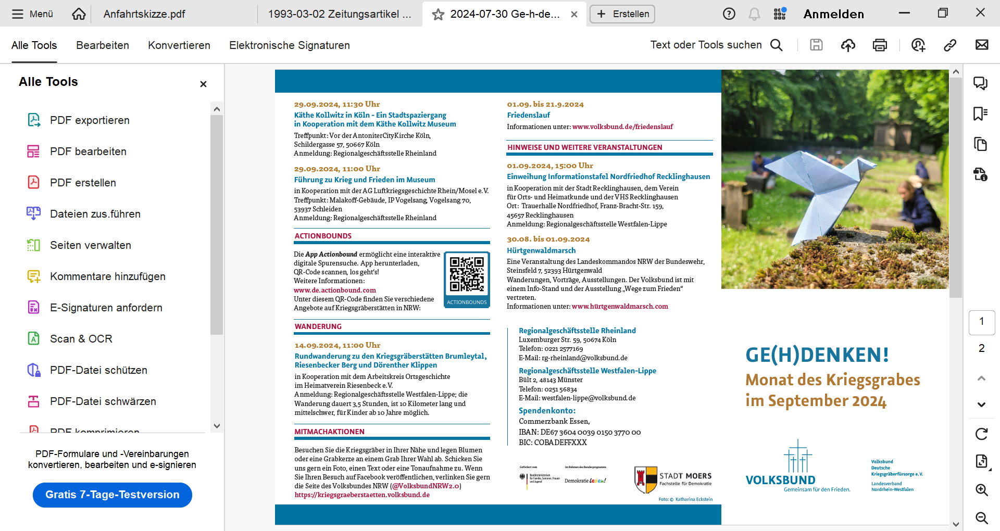 Menü
Anfahrtskizze.pdf
1993-03-02 Zeitungsartikel ...
2024-07-30 Ge-h-de...
Erstellen
Anmelden
Alle Tools
Bearbeiten
Konvertieren
Elektronische Signaturen
Text oder Tools suchen
Alle Tools
PDF exportieren
PDF bearbeiten
PDF erstellen
Dateien zus.führen
Seiten verwalten
Kommentare hinzufügen
E-Signaturen anfordern
Scan & OCR
PDF-Datei schützen
PDF-Datei schwärzen
PDF komprimieren
PDF-Formulare und -Vereinbarungen
konvertieren, bearbeiten und e-signieren
Gratis 7-Tage-Testversion
29.09.2024, 11:30 Uhr
Käthe Kollwitz in Köln - Ein Stadtspaziergang
in Kooperation mit dem Käthe Kollwitz Museum
Treffpunkt: Vor der AntoniterCityKirche Köln,
Schildergasse 57, 50667 Köln
Anmeldung: Regionalgeschäftsstelle Rheinland
29.09.2024, 11:00 Uhr
Führung zu Krieg und Frieden im Museum
in Kooperation mit der AG Luftkriegsgeschichte Rhein/Mosel e.V.
Treffpunkt: Malakoff-Gebäude, IP Vogelsang, Vogelsang 70,
53937 Schleiden
Anmeldung: Regionalgeschäftsstelle Rheinland
ACTIONBOUNDS
Die App Actionbound ermöglicht eine interaktive
digitale Spurensuche. App herunterladen,
QR-Code scannen, los geht's!
Weitere Informationen:
www.de.actionbound.com
Unter diesem QR-Code finden Sie verschiedene
Angebote auf Kriegsgräberstätten in NRW:
ACTIONBOUNDS
WANDERUNG
14.09.2024, 11:00 Uhr
Rundwanderung zu den Kriegsgräberstätten Brumleytal,
Riesenbecker Berg und Dörenther Klippen
in Kooperation mit dem Arbeitskreis Ortsgeschichte
im Heimatverein Riesenbeck e.V.
Anmeldung: Regionalgeschäftsstelle Westfalen-Lippe; die
Wanderung dauert 3,5 Stunden, ist 10 Kilometer lang und
mittelschwer, für Kinder ab 10 Jahre möglich.
MITMACHAKTIONEN
Besuchen Sie die Kriegsgräber in Ihrer Nähe und legen Blumen
oder eine Grabkerze an einem Grab Ihrer Wahl ab. Schicken Sie
uns gern ein Foto, einen Text oder eine Tonaufnahme zu. Wenn
Sie Ihren Besuch auf Facebook veröffentlichen, verlinken Sie gern
die Seite des Volksbundes NRW (@VolksbundNRW2.0)
https://kriegsgraeberstaetten.volksbund.de
01.09. bis 21.9.2024
Friedenslauf
Informationen unter: www.volksbund.de/friedenslauf
HINWEISE UND WEITERE VERANSTALTUNGEN
01.09.2024, 15:00 Uhr
Einweihung Informationstafel Nordfriedhof Recklinghausen
in Kooperation mit der Stadt Recklinghausen, dem Verein
für Orts- und Heimatkunde und der VHS Recklinghausen
Ort: Trauerhalle Nordfriedhof, Franz-Bracht-Str. 159,
45657 Recklinghausen
Anmeldung: Regionalgeschäftsstelle Westfalen-Lippe
30.08. bis 01.09.2024
Hürtgenwaldmarsch
Eine Veranstaltung des Landeskommandos NRW der Bundeswehr,
Steinsfeld 7, 52393 Hürtgenwald
Wanderungen, Vorträge, Ausstellungen. Der Volksbund ist mit
einem Info-Stand und der Ausstellung „Wege zum Frieden“
vertreten.
Informationen unter: www.hürtgenwaldmarsch.com
Regionalgeschäftsstelle Rheinland
Luxemburger Str. 59, 50674 Köln
Telefon: 0221 2577169
E-Mail: rg-rheinland@volksbund.de
Regionalgeschäftsstelle Westfalen-Lippe
Bült 2, 48143 Münster
Telefon: 0251 56834
E-Mail: westfalen-lippe@volksbund.de
Spendenkonto:
Commerzbank Essen,
IBAN: DE67 3604 0039 0150 3770 00
BIC: COBADEFFXXX
Gefördert vom
Bundesministerium
für Familie, Senioren, Frauen
und Jugend
im Rahmen des Bundesprogramms
Demokratie leben!
STADT MOERS
Fachstelle für Demokratie
Foto: © Katharina Eckstein
GE(H)DENKEN!
Monat des Kriegsgrabes
im September 2024
VOLKSBUND
Gemeinsam für den Frieden.
Volksbund
Deutsche
Kriegsgräberfürsorge e.V.
Landesverband
Nordrhein-Westfalen
1
2